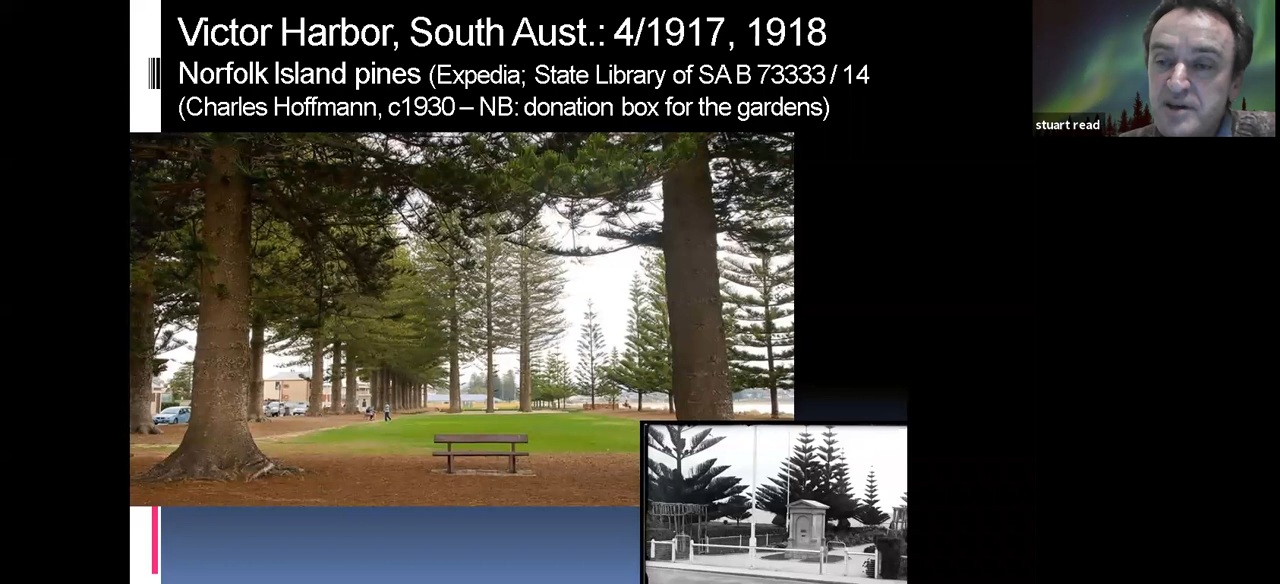 Victor Harbor, South Aust.: 4/1917, 1918
Norfolk Island pines (Expedia; State Library of SA B 73333 / 14
(Charles Hoffmann, c1930 – NB: donation box for the gardens)
stuart read